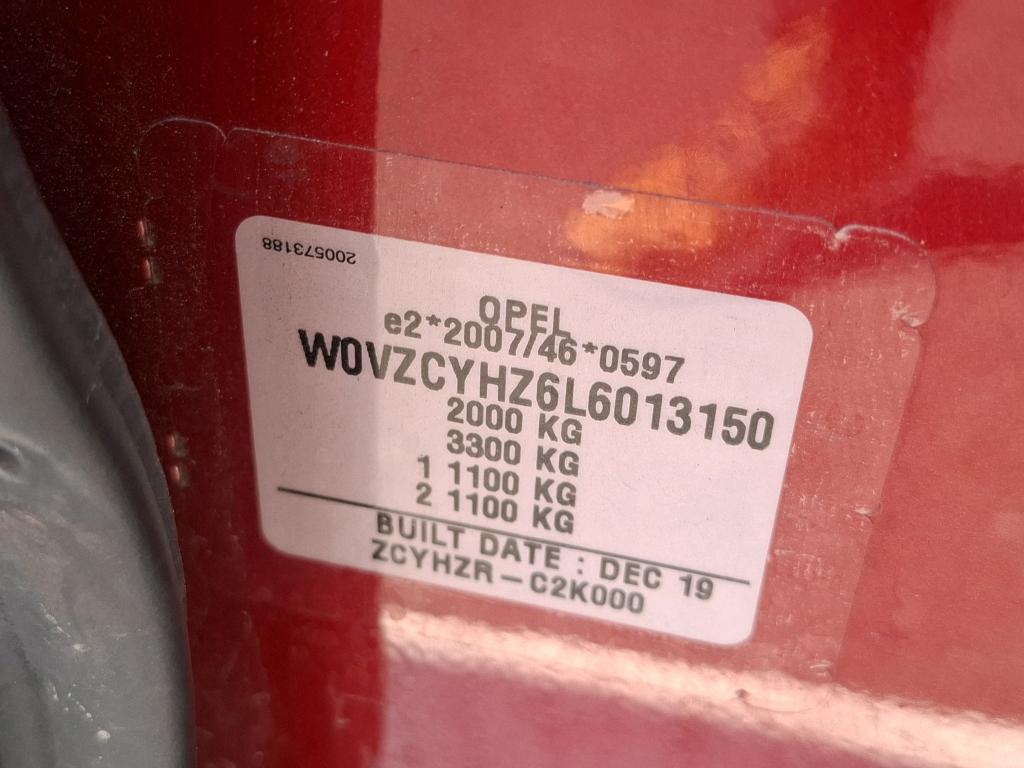 200573188
OPEL
e2*2007/46*0597
W0VZCYHZ6L6013150
2000 KG
3300 KG
1 1100 KG
2 1100 KG
BUILT DATE : DEC 19
ZCYHZR - C2K000